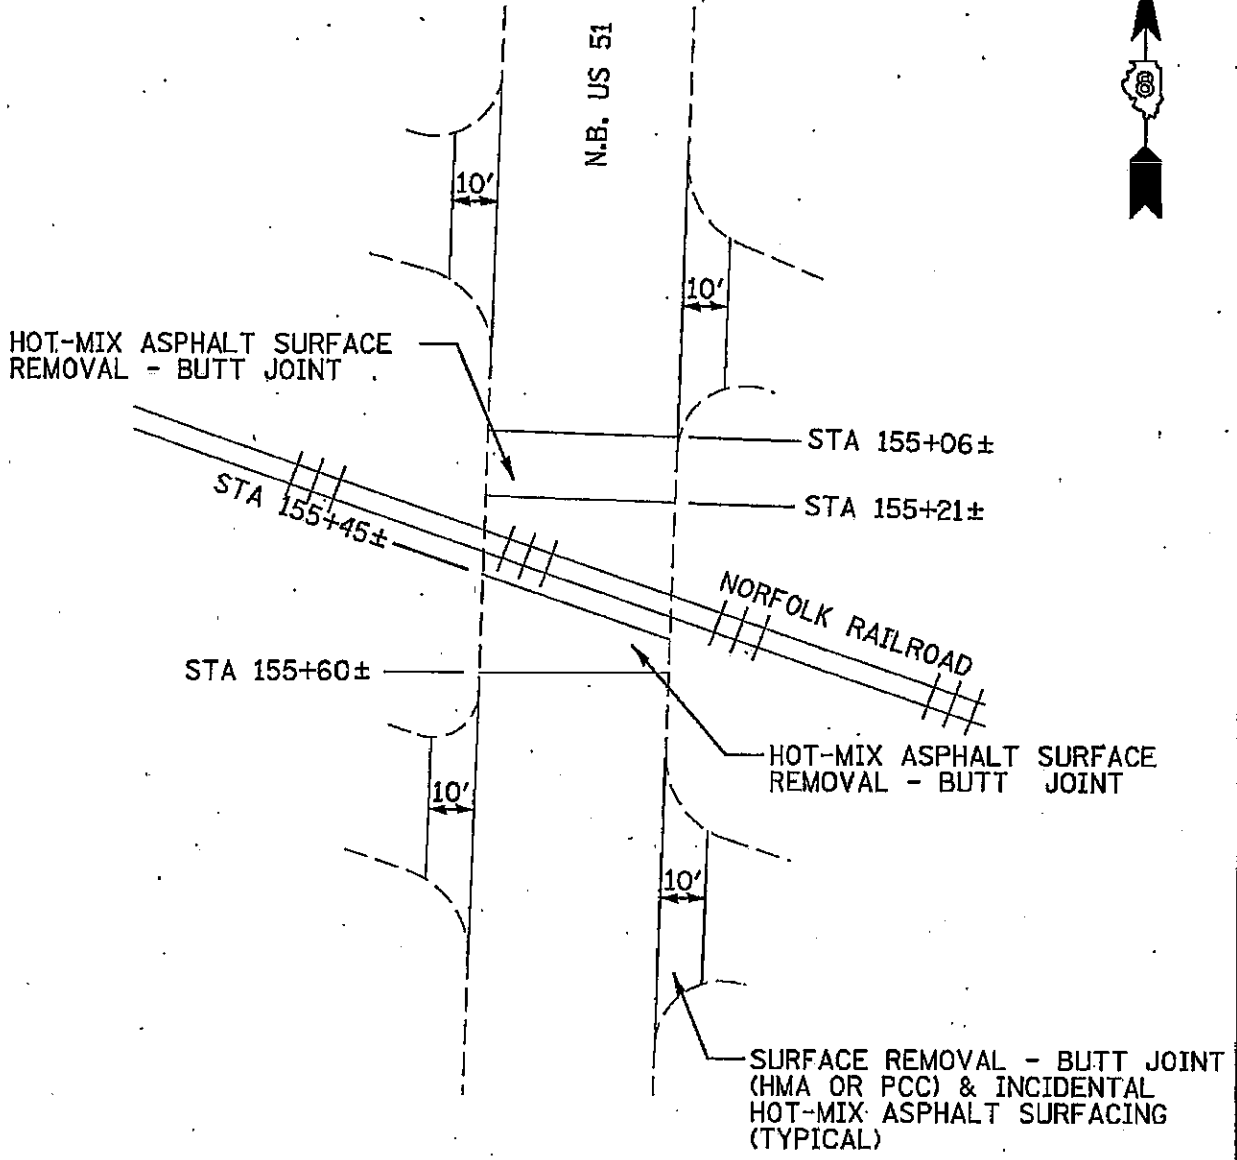 N.B. US 51
8
10'
10'
HOT-MIX ASPHALT SURFACE
REMOVAL - BUTT JOINT
STA 155+06±
STA 155+21±
STA 155+45±
NORFOLK RAILROAD
STA 155+60±
HOT-MIX ASPHALT SURFACE
REMOVAL - BUTT JOINT
10'
10'
SURFACE REMOVAL - BUTT JOINT
(HMA OR PCC) & INCIDENTAL
HOT-MIX ASPHALT SURFACING
(TYPICAL)